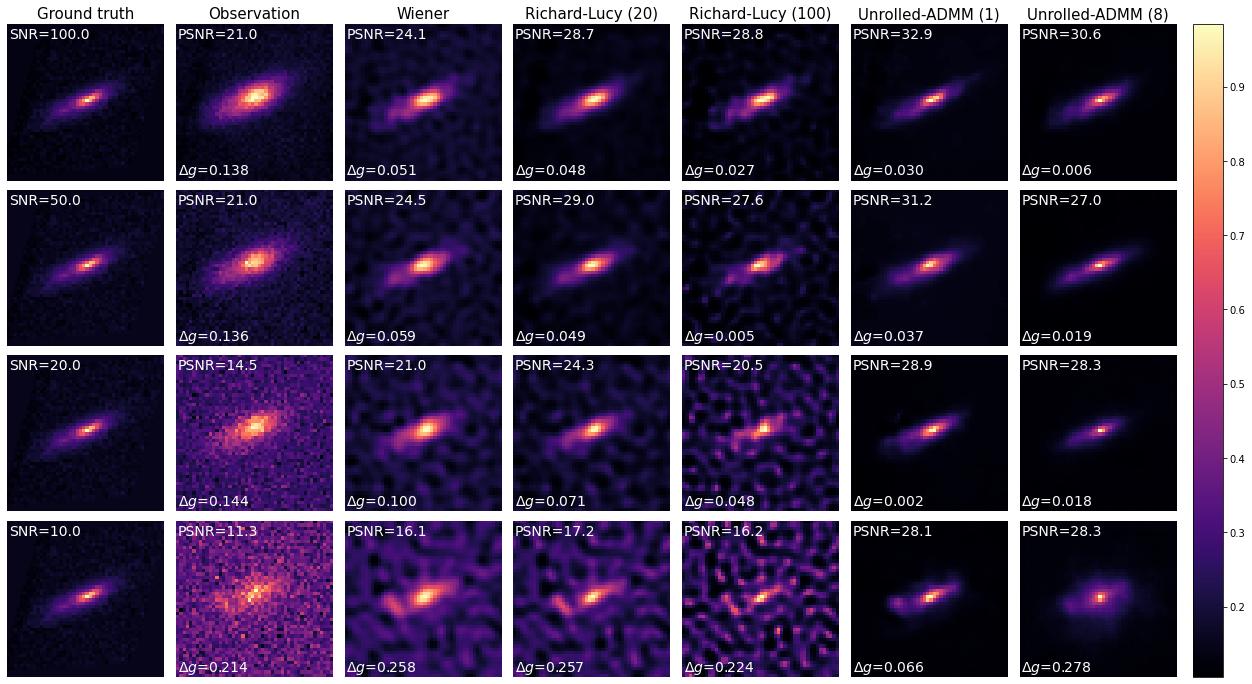 Ground truth Observation Wiener Richard-Lucy (20) Richard-Lucy (100) Unrolled-ADMM (1) Unrolled-ADMM (8)
SNR=100.0 PSNR=21.0 PSNR=24.1 PSNR=28.7 PSNR=28.8 PSNR=32.9 PSNR=30.6
Δg=0.138 Δg=0.051 Δg=0.048 Δg=0.027 Δg=0.030 Δg=0.006
SNR=50.0 PSNR=21.0 PSNR=24.5 PSNR=29.0 PSNR=27.6 PSNR=31.2 PSNR=27.0
Δg=0.136 Δg=0.059 Δg=0.049 Δg=0.005 Δg=0.037 Δg=0.019
SNR=20.0 PSNR=14.5 PSNR=21.0 PSNR=24.3 PSNR=20.5 PSNR=28.9 PSNR=28.3
Δg=0.144 Δg=0.100 Δg=0.071 Δg=0.048 Δg=0.002 Δg=0.018
SNR=10.0 PSNR=11.3 PSNR=16.1 PSNR=17.2 PSNR=16.2 PSNR=28.1 PSNR=28.3
Δg=0.214 Δg=0.258 Δg=0.257 Δg=0.224 Δg=0.066 Δg=0.278
0.9
0.8
0.7
0.6
0.5
0.4
0.3
0.2